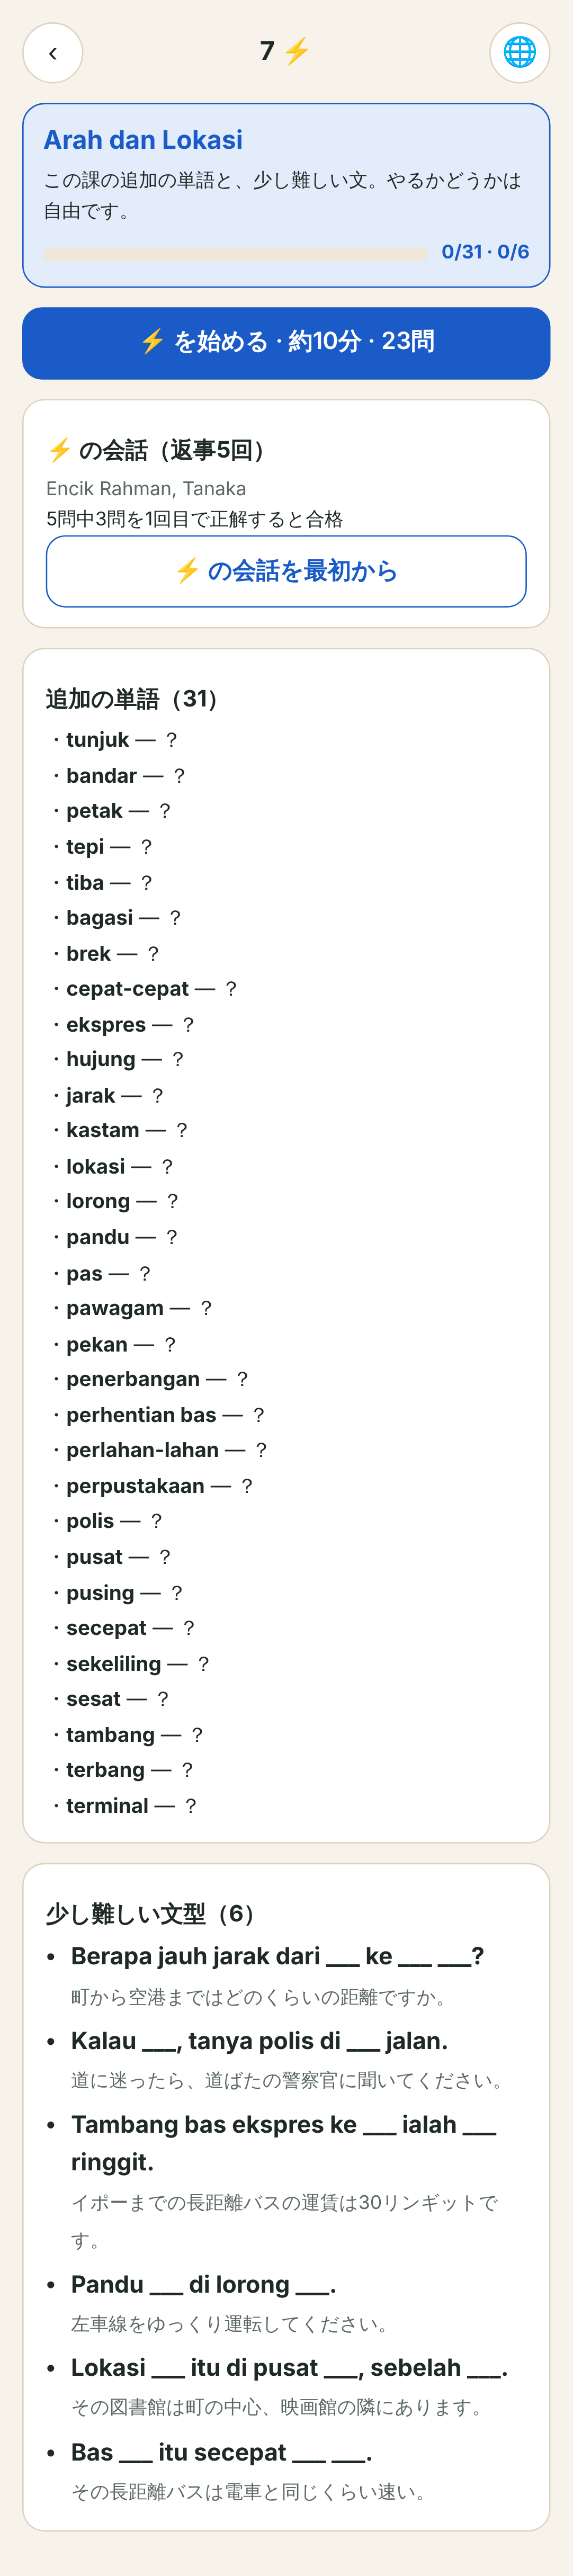 ‹
7 ⚡
🌐
Arah dan Lokasi
この課の追加の単語と、少し難しい文。やるかどうかは
自由です。
0/31 · 0/6
⚡ を始める · 約10分 · 23問
⚡ の会話（返事5回）
Encik Rahman, Tanaka
5問中3問を1回目で正解すると合格
⚡ の会話を最初から
追加の単語（31）
· tunjuk — ？
· bandar — ？
· petak — ？
· tepi — ？
· tiba — ？
· bagasi — ？
· brek — ？
· cepat-cepat — ？
· ekspres — ？
· hujung — ？
· jarak — ？
· kastam — ？
· lokasi — ？
· lorong — ？
· pandu — ？
· pas — ？
· pawagam — ？
· pekan — ？
· penerbangan — ？
· perhentian bas — ？
· perlahan-lahan — ？
· perpustakaan — ？
· polis — ？
· pusat — ？
· pusing — ？
· secepat — ？
· sekeliling — ？
· sesat — ？
· tambang — ？
· terbang — ？
· terminal — ？
少し難しい文型（6）
• Berapa jauh jarak dari ___ ke ___ ___?
町から空港まではどのくらいの距離ですか。
• Kalau ___, tanya polis di ___ jalan.
道に迷ったら、道ばたの警察官に聞いてください。
• Tambang bas ekspres ke ___ ialah ___
ringgit.
イポーまでの長距離バスの運賃は30リンギットで
す。
• Pandu ___ di lorong ___.
左車線をゆっくり運転してください。
• Lokasi ___ itu di pusat ___, sebelah ___.
その図書館は町の中心、映画館の隣にあります。
• Bas ___ itu secepat ___ ___.
その長距離バスは電車と同じくらい速い。